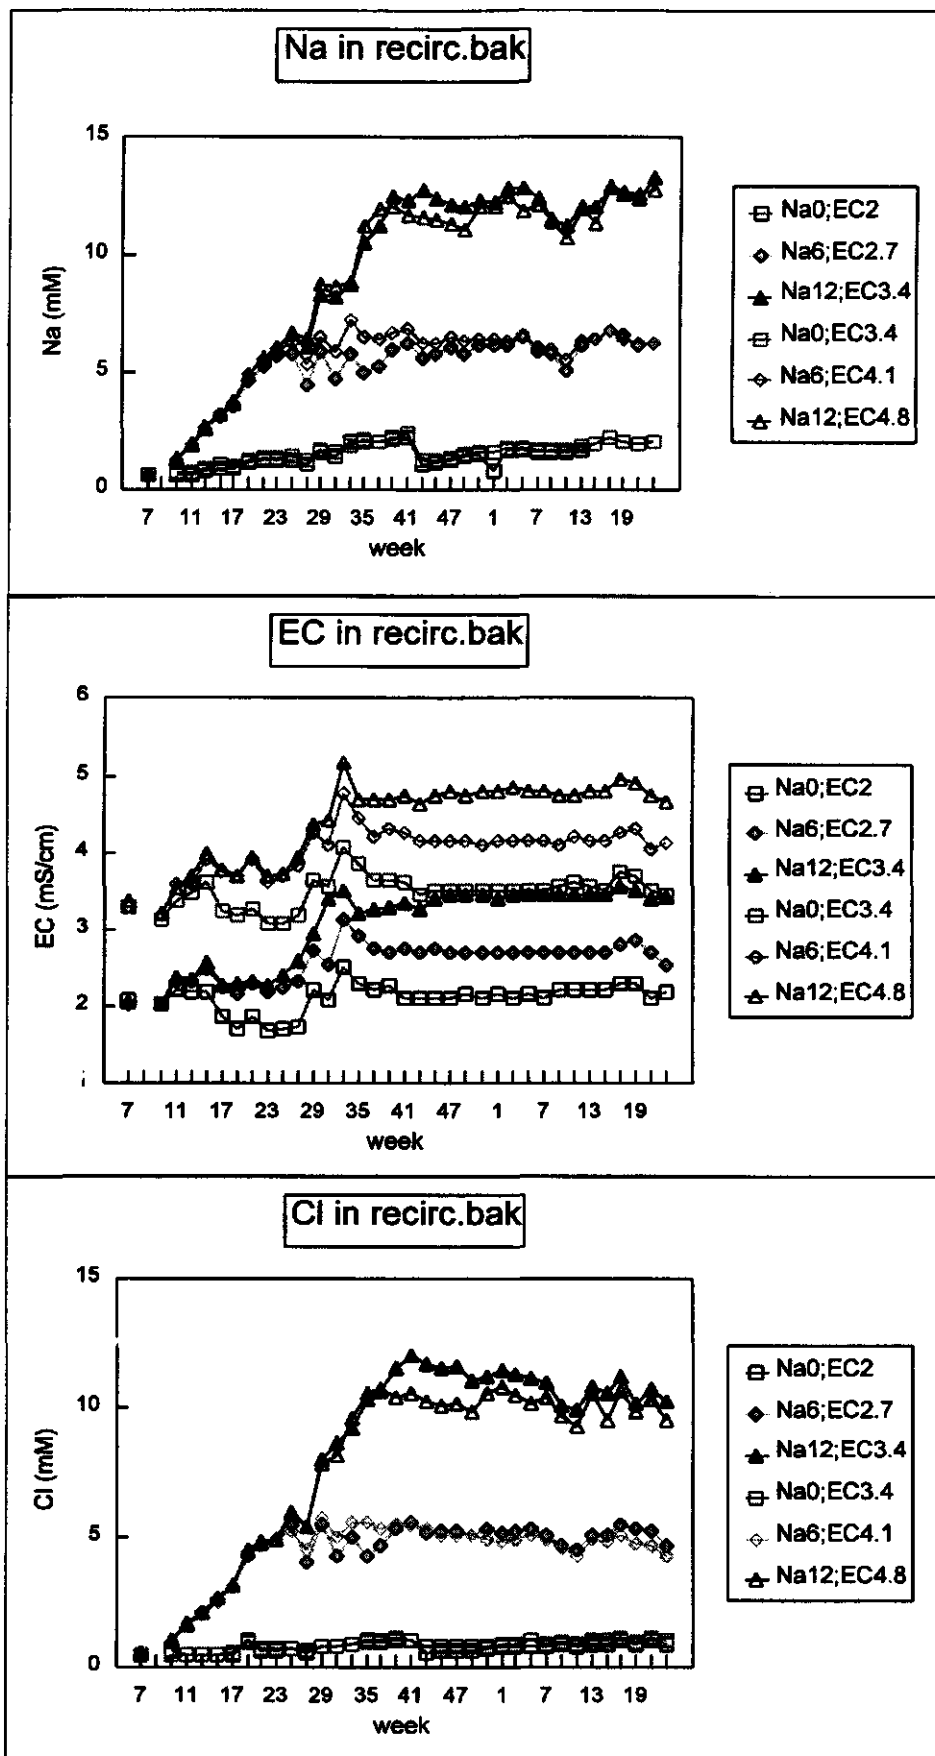 Na in recirc.bak
15
10
5
0
Na (mM)
7 11 17 23 29 35 41 47 1 7 13 19
week
Na0;EC2
Na6;EC2.7
Na12;EC3.4
Na0;EC3.4
Na6;EC4.1
Na12;EC4.8
EC in recirc.bak
6
5
4
3
2
EC (mS/cm)
7 11 17 23 29 35 41 47 1 7 13 19
week
Na0;EC2
Na6;EC2.7
Na12;EC3.4
Na0;EC3.4
Na6;EC4.1
Na12;EC4.8
Cl in recirc.bak
15
10
5
0
Cl (mM)
7 11 17 23 29 35 41 47 1 7 13 19
week
Na0;EC2
Na6;EC2.7
Na12;EC3.4
Na0;EC3.4
Na6;EC4.1
Na12;EC4.8